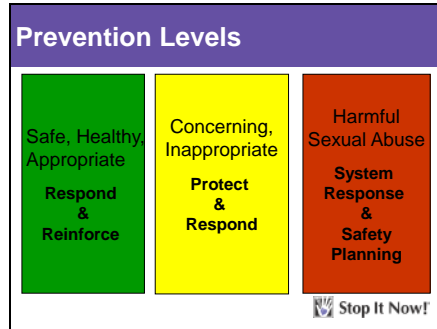 Prevention Levels
Safe, Healthy,
Appropriate
Respond
&
Reinforce
Concerning,
Inappropriate
Protect
&
Respond
Harmful
Sexual Abuse
System
Response
&
Safety
Planning
Stop It Now!